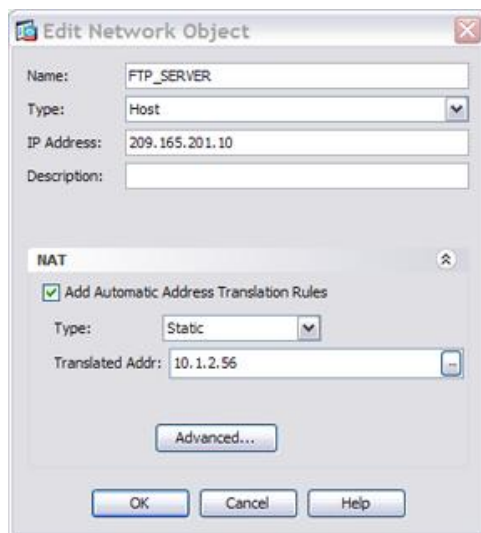 Edit Network Object
Name: FTP_SERVER
Type: Host
IP Address: 209.165.201.10
Description:
NAT
Add Automatic Address Translation Rules
Type: Static
Translated Addr: 10.1.2.56
...
Advanced...
OK Cancel Help